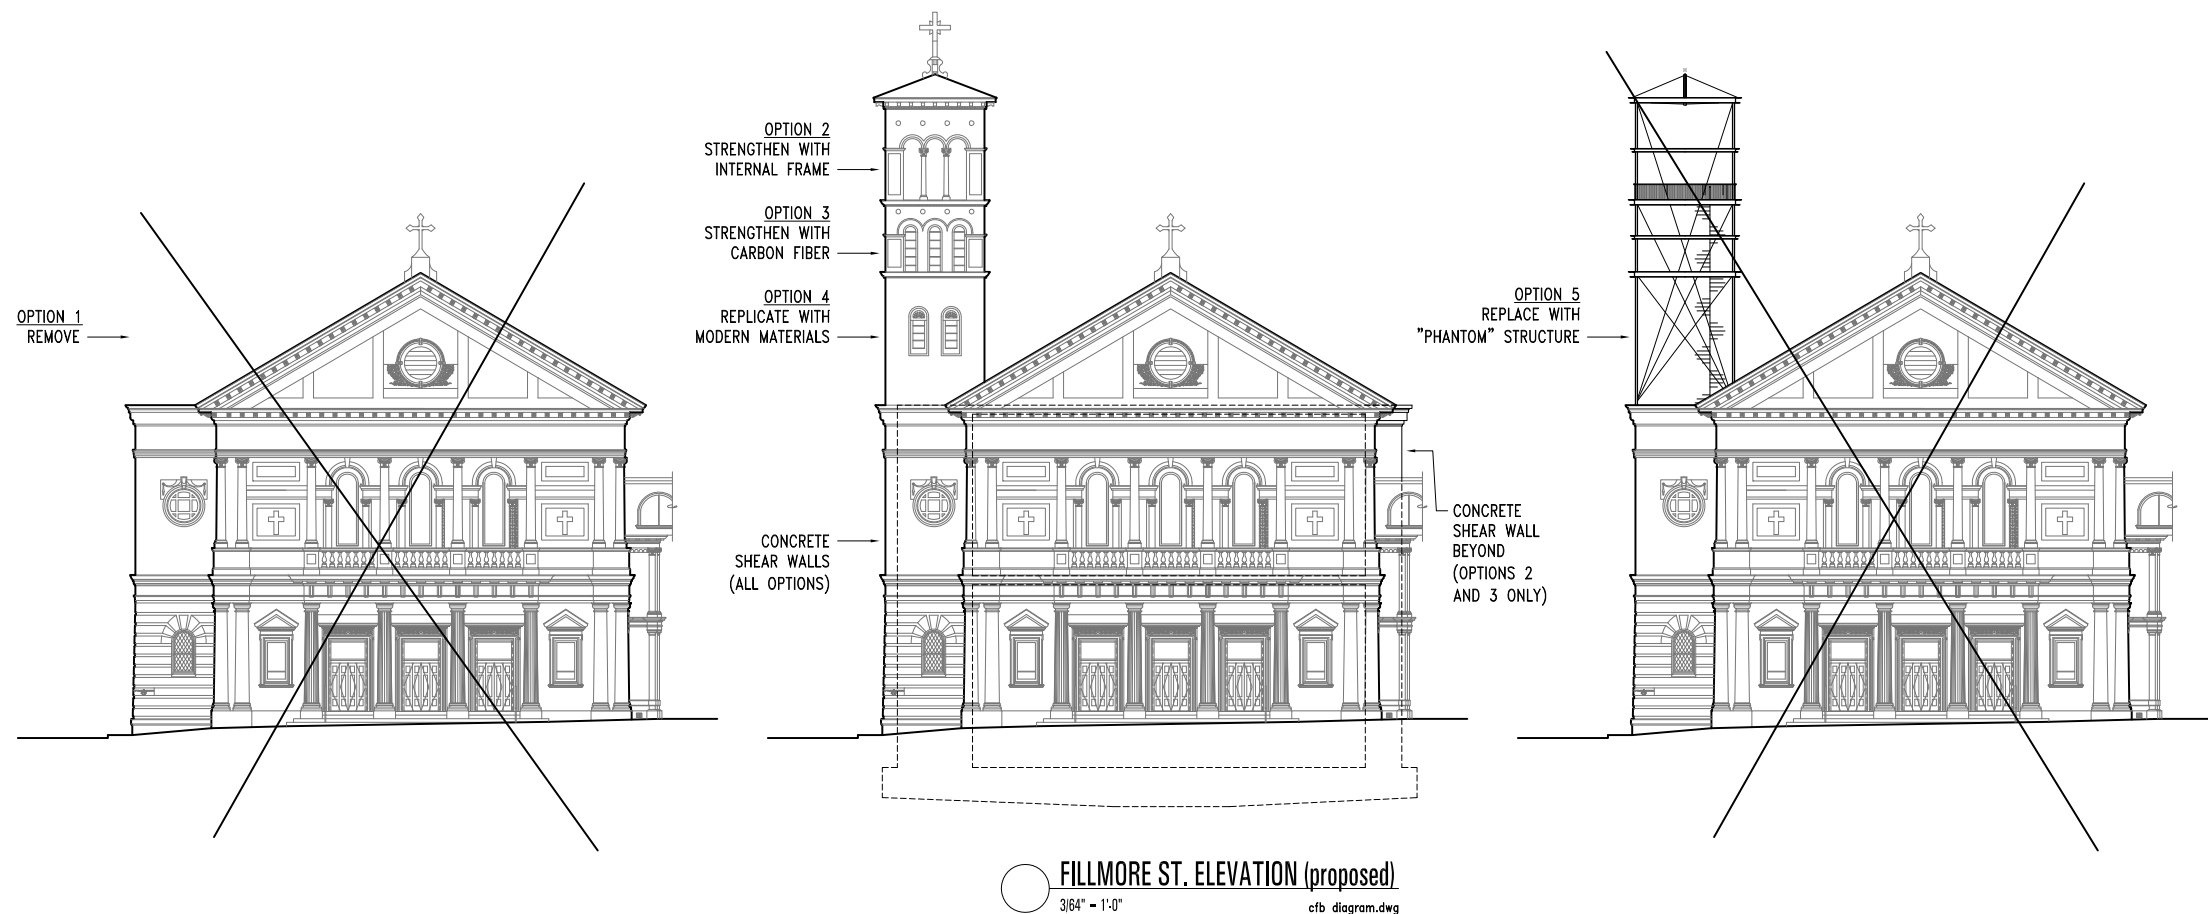 OPTION 1
REMOVE
OPTION 2
STRENGTHEN WITH
INTERNAL FRAME
OPTION 3
STRENGTHEN WITH
CARBON FIBER
OPTION 4
REPLICATE WITH
MODERN MATERIALS
CONCRETE
SHEAR WALLS
(ALL OPTIONS)
CONCRETE
SHEAR WALL
BEYOND
(OPTIONS 2
AND 3 ONLY)
OPTION 5
REPLACE WITH
"PHANTOM" STRUCTURE
FILLMORE ST. ELEVATION (proposed)
3/64" = 1'-0"
cfb diagram.dwg